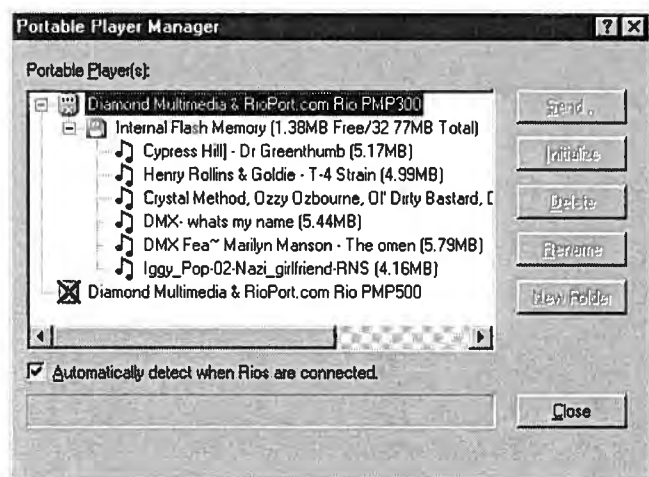 Portable Player Manager
Portable Player(s):
Diamond Multimedia & RioPort.com Rio PMP300
Internal Flash Memory (1.38MB Free/32 77MB Total)
Cypress Hill] - Dr Greenthumb (5.17MB)
Henry Rollins & Goldie - T-4 Strain (4.99MB)
Crystal Method, Ozzy Ozbourne, Ol' Dirty Bastard, D
DMX- whats my name (5.44MB)
DMX Fea~ Marilyn Manson - The omen (5.79MB)
Iggy_Pop-02-Nazi_girlfriend-RNS (4.16MB)
Diamond Multimedia & RioPort.com Rio PMP500
Send..
Initialize
Delete
Rename
New Folder
Automatically detect when Rios are connected.
Close